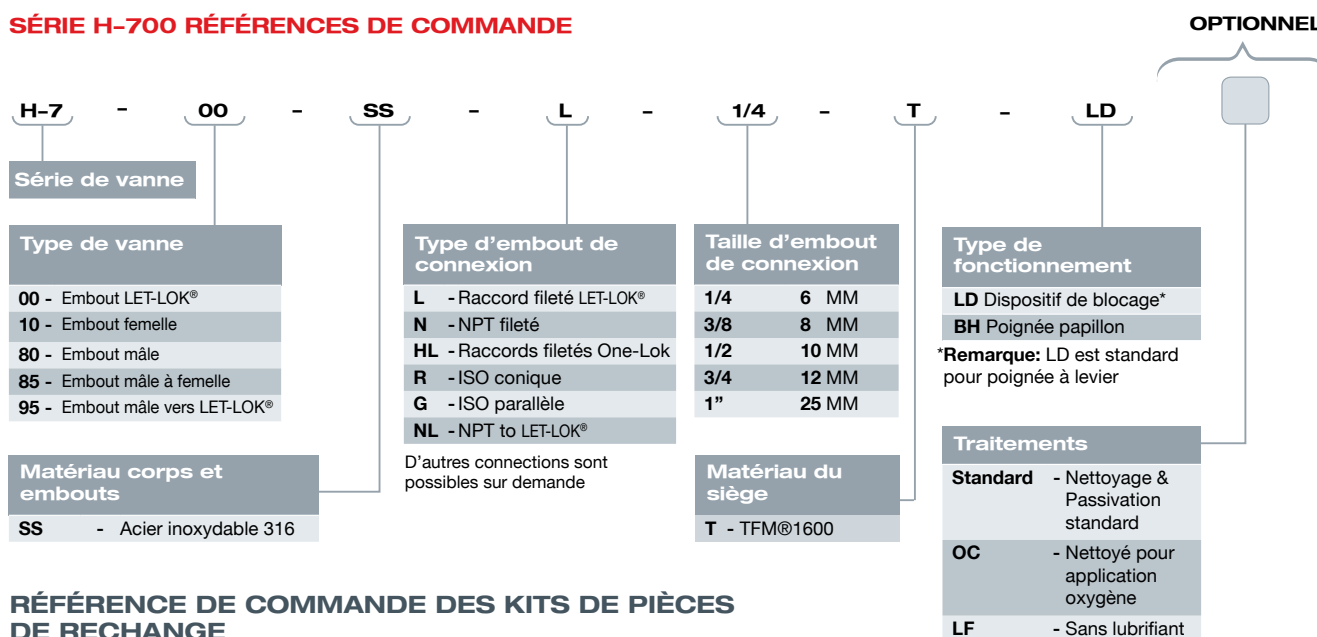 SÉRIE H-700 RÉFÉRENCES DE COMMANDE
OPTIONNEL
H-7 - 00 - SS - L - 1/4 - T - LD
Série de vanne
Type de vanne
00 - Embout LET-LOK®
10 - Embout femelle
80 - Embout mâle
85 - Embout mâle à femelle
95 - Embout mâle vers LET-LOK®
Matériau corps et
embouts
SS - Acier inoxydable 316
Type d'embout de
connexion
L - Raccord fileté LET-LOK®
N - NPT fileté
HL - Raccords filetés One-Lok
R - ISO conique
G - ISO parallèle
NL - NPT to LET-LOK®
D'autres connections sont
possibles sur demande
Taille d'embout
de connexion
1/4 6 MM
3/8 8 MM
1/2 10 MM
3/4 12 MM
1" 25 MM
Matériau du
siège
T - TFM®1600
Type de
fonctionnement
LD Dispositif de blocage*
BH Poignée papillon
*Remarque: LD est standard
pour poignée à levier
Traitements
Standard - Nettoyage &
Passivation
standard
OC - Nettoyé pour
application
oxygène
LF - Sans lubrifiant
RÉFÉRENCE DE COMMANDE DES KITS DE PIÈCES
DE RECHANGE